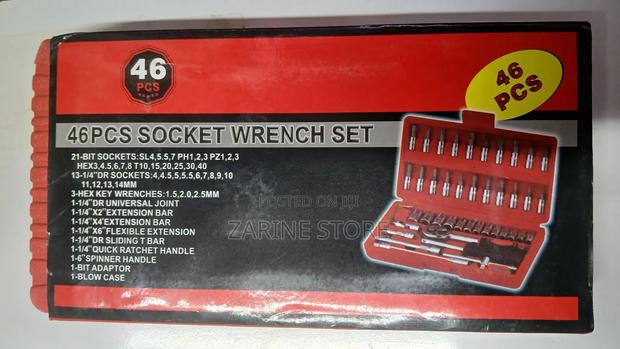 46
PCS
46
PCS
46PCS SOCKET WRENCH SET
21-BIT SOCKETS:SL4,5.5,7 PH1,2,3 PZ1,2,3
HEX3,4,5,6,7,8 T10,15,20,25,30,40
13-1/4"DR SOCKETS:4,4.5,5,5.5,6,7,8,9,10
11,12,13,14MM
3-HEX KEY WRENCHES:1.5,2.0,2.5MM
1-1/4"DR UNIVERSAL JOINT
1-1/4"X2"EXTENSION BAR
1-1/4"X4"EXTENSION BAR
1-1/4"X6"FLEXIBLE EXTENSION
1-1/4"DR SLIDING T BAR
1-1/4"QUICK RATCHET HANDLE
1-6"SPINNER HANDLE
1-BIT ADAPTOR
1-BLOW CASE
POSTED ON Jiji
ZARINE STORE